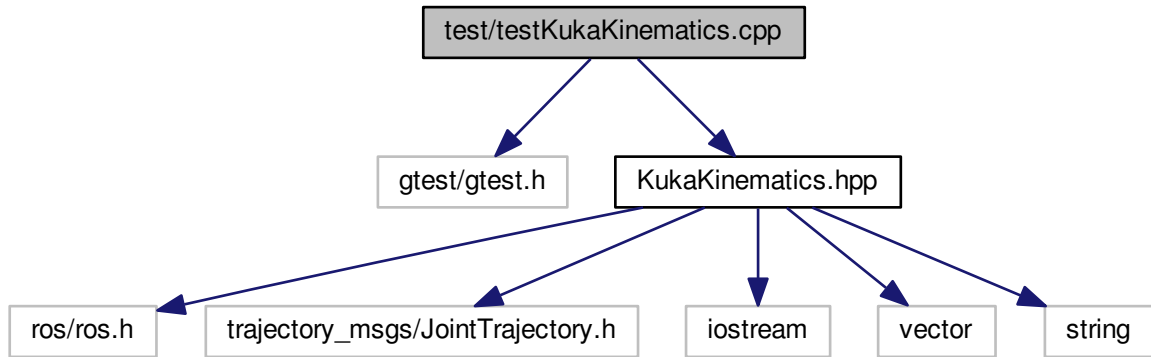 test/testKukaKinematics.cpp
gtest/gtest.h
KukaKinematics.hpp
ros/ros.h
trajectory_msgs/JointTrajectory.h
iostream
vector
string